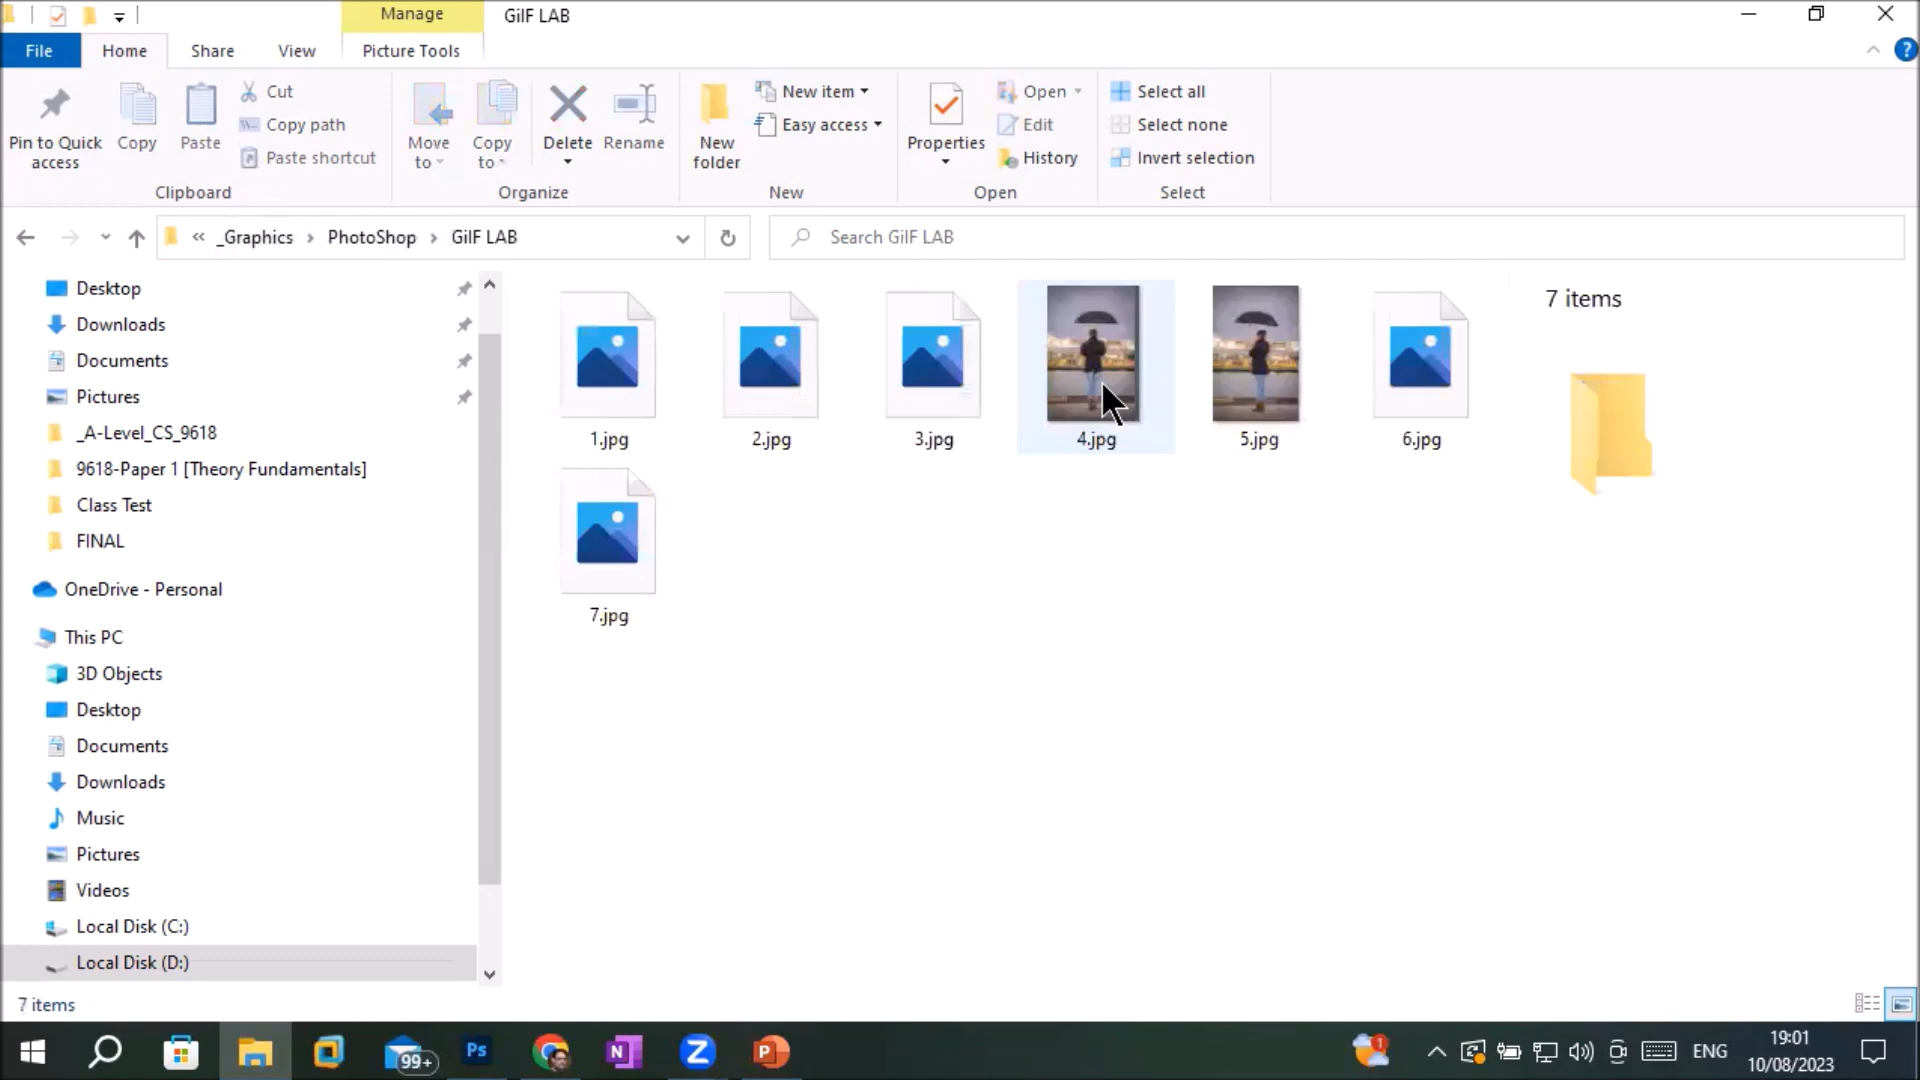 Manage
GilF LAB
File
Home
Share
View
Picture Tools
?
Pin to Quick access
Copy
Paste
Cut
Copy path
Paste shortcut
Clipboard
Move to
Copy to
Delete
Rename
Organize
New folder
New item
Easy access
New
Properties
Open
Edit
History
Open
Select all
Select none
Invert selection
Select
« _Graphics › PhotoShop › GilF LAB
Search GilF LAB
Desktop
Downloads
Documents
Pictures
_A-Level_CS_9618
9618-Paper 1 [Theory Fundamentals]
Class Test
FINAL
OneDrive - Personal
This PC
3D Objects
Desktop
Documents
Downloads
Music
Pictures
Videos
Local Disk (C:)
Local Disk (D:)
1.jpg
2.jpg
3.jpg
4.jpg
5.jpg
6.jpg
7.jpg
7 items
7 items
99+
Ps
N
Z
P
1
ENG
19:01
10/08/2023